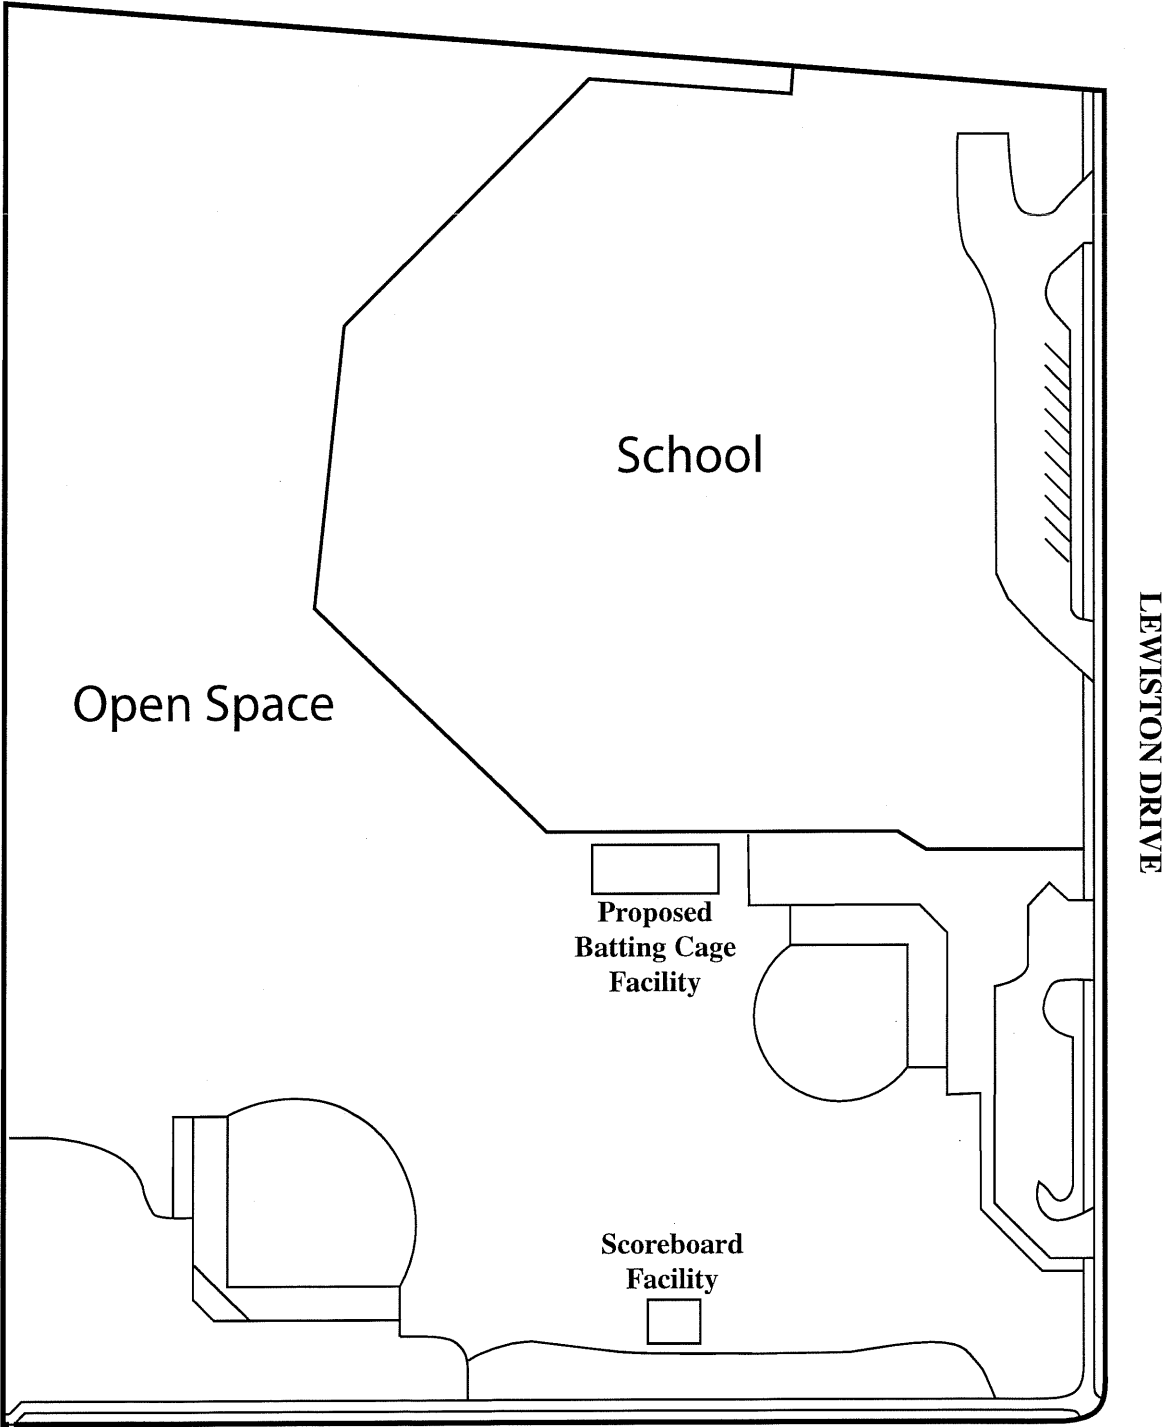 School
LEWISTON DRIVE
Open Space
Proposed
Batting Cage
Facility
Scoreboard
Facility